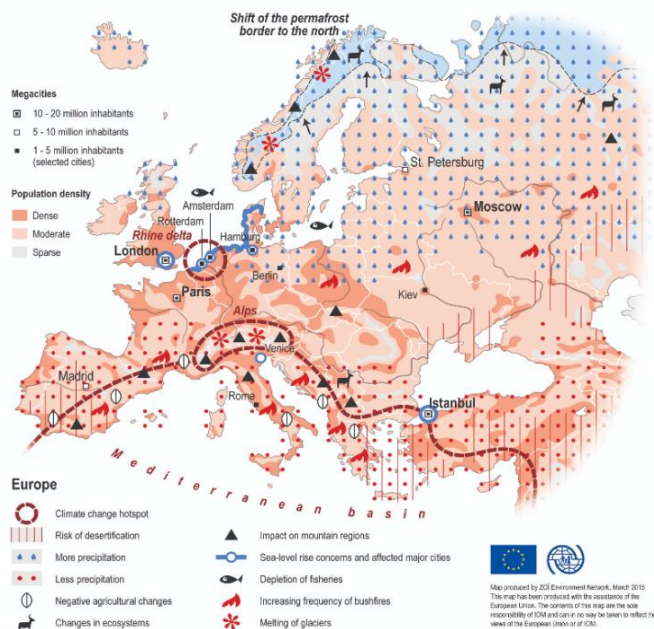 Shift of the permafrost
border to the north
Megacities
10 - 20 million inhabitants
5 - 10 million inhabitants
1 - 5 million inhabitants
(selected cities)
Population density
Dense
Moderate
Sparse
St. Petersburg
Moscow
Amsterdam
Rotterdam
Rhine delta
Hamburg
London
Berlin
Paris
Kiev
Alps
Venice
Madrid
Rome
Istanbul
Mediterranean basin
Europe
Climate change hotspot
Risk of desertification
More precipitation
Less precipitation
Negative agricultural changes
Changes in ecosystems
Impact on mountain regions
Sea-level rise concerns and affected major cities
Depletion of fisheries
Increasing frequency of bushfires
Melting of glaciers
Map produced by ZOÏ Environment Network, March 2015
This map has been produced with the assistance of the
European Union. The contents of this map are the sole
responsibility of IOM and can in no way be taken to reflect the
views of the European Union or of IOM.